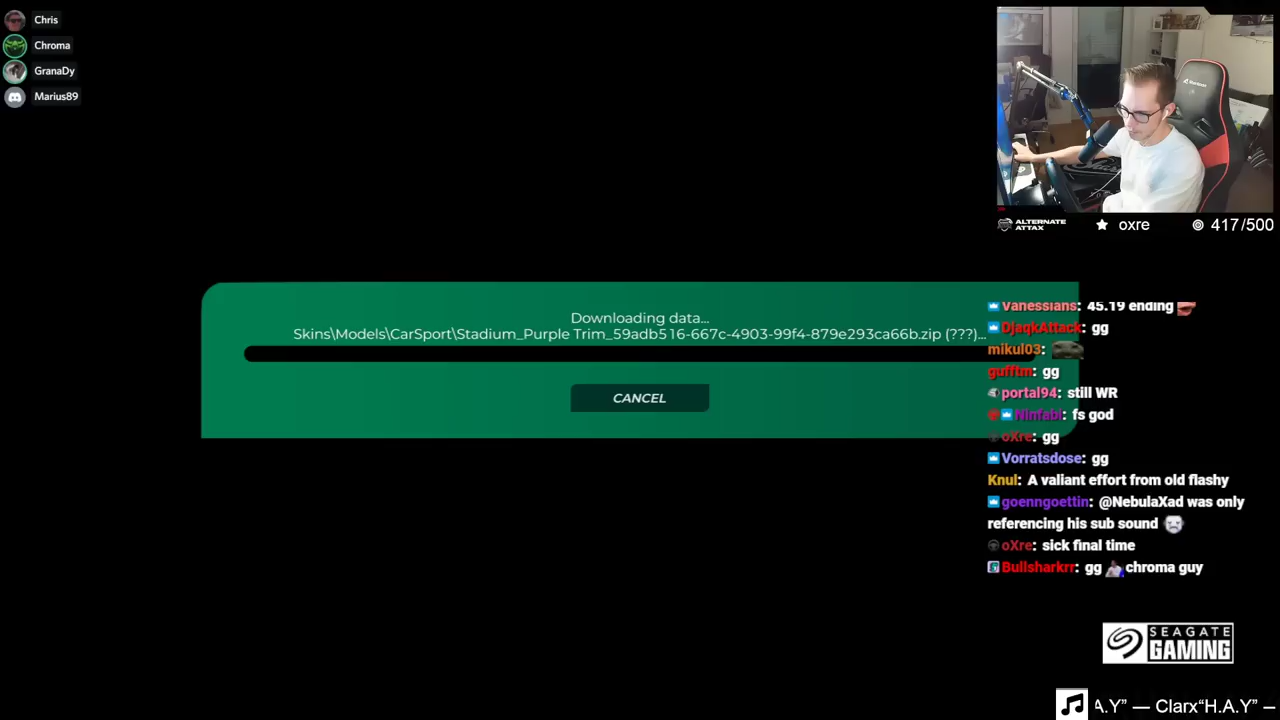 Chris
Chroma
GranaDy
Marius89
ALTERNATE
ATTAX
oxre
417/500
Downloading data...
Skins\Models\CarSport\Stadium_Purple Trim_59adb516-667c-4903-99f4-879e293ca66b.zip (???)...
CANCEL
Vanessians: 45.19 ending
DjaqkAttack: gg
mikul03:
gufftm: gg
portal94: still WR
Ninfabi: fs god
oXre: gg
Vorratsdose: gg
Knul: A valiant effort from old flashy
goenngoettin: @NebulaXad was only
referencing his sub sound
oXre: sick final time
Bullsharkrr: gg chroma guy
SEAGATE
GAMING
A.Y” — Clarx“H.A.Y” —